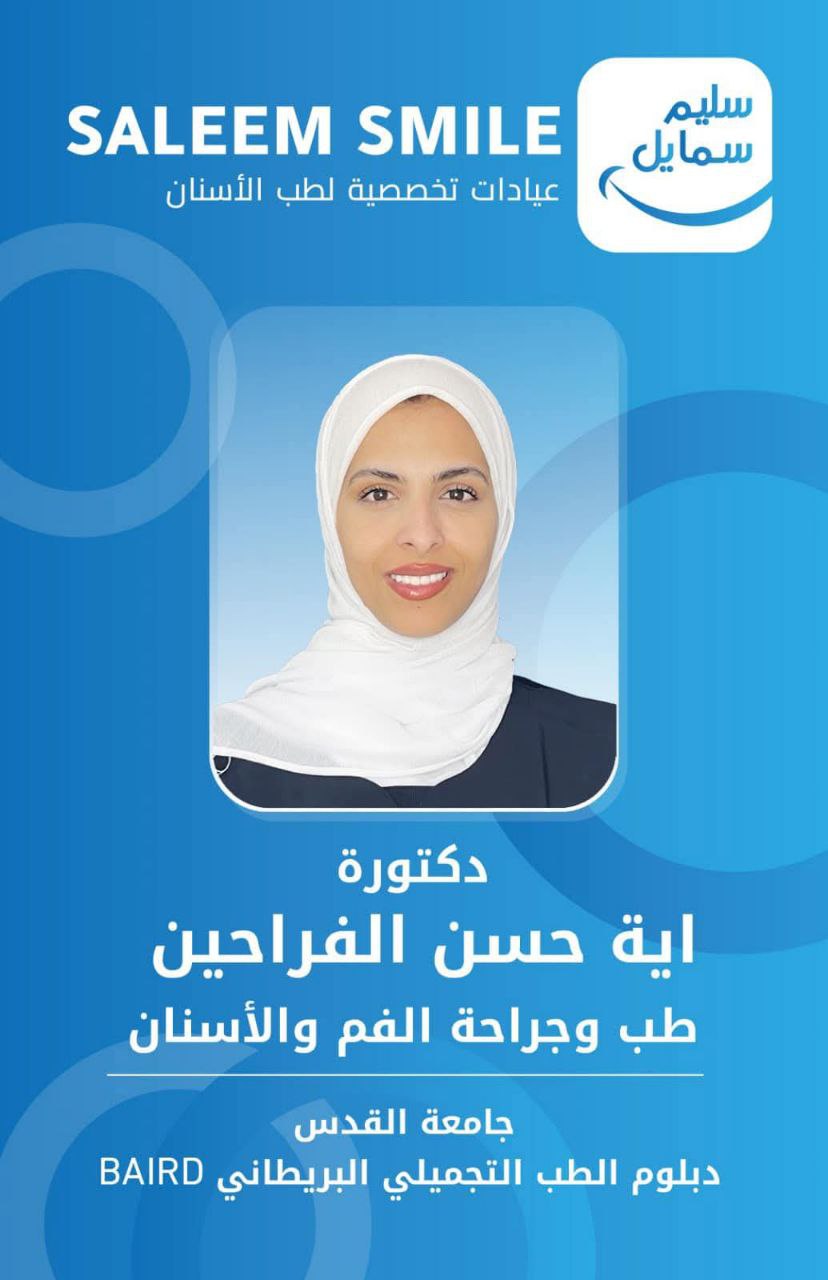 SALEEM SMILE
عيادات تخصصية لطب الأسنان
سليم
سمايل
دكتورة
اية حسن الفراحين
طب وجراحة الفم والأسنان
جامعة القدس
دبلوم الطب التجميلي البريطاني BAIRD